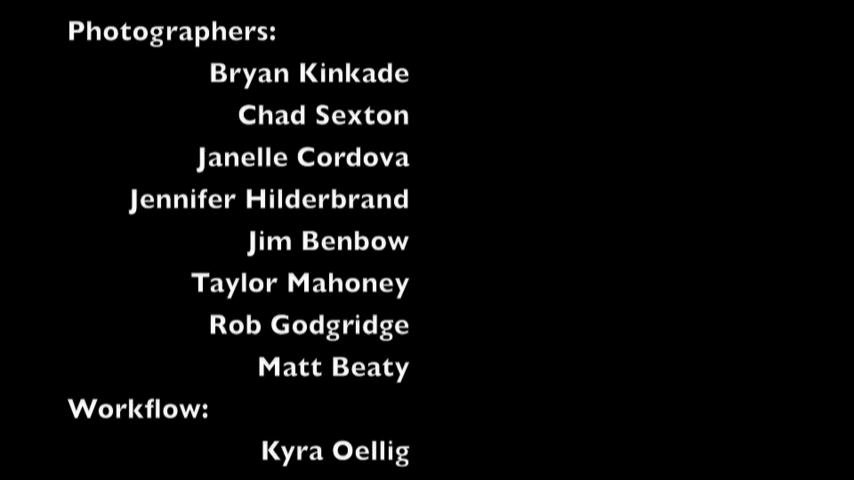 Photographers:
Bryan Kinkade
Chad Sexton
Janelle Cordova
Jennifer Hilderbrand
Jim Benbow
Taylor Mahoney
Rob Godgridge
Matt Beaty
Workflow:
Kyra Oellig